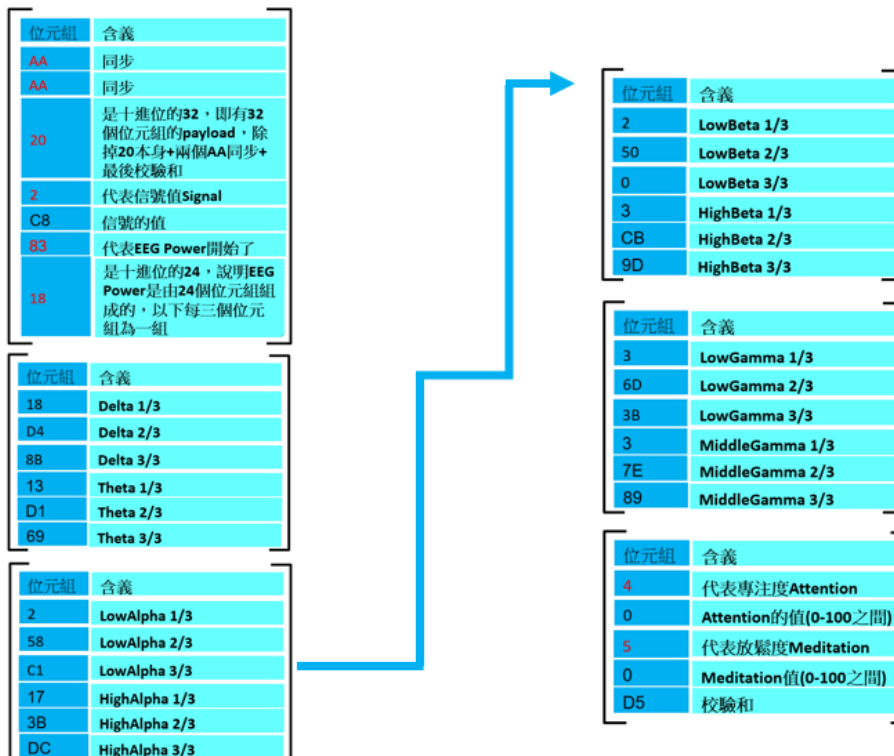 位元組 含義
AA 同步
AA 同步
20 是十進位的32，即有32
個位元組的payload，除
掉20本身+兩個AA同步+
最後校驗和
2 代表信號值Signal
C8 信號的值
83 代表EEG Power開始了
18 是十進位的24，說明EEG
Power是由24個位元組組
成的，以下每三個位元
組為一組
位元組 含義
18 Delta 1/3
D4 Delta 2/3
8B Delta 3/3
13 Theta 1/3
D1 Theta 2/3
69 Theta 3/3
位元組 含義
2 LowAlpha 1/3
58 LowAlpha 2/3
C1 LowAlpha 3/3
17 HighAlpha 1/3
3B HighAlpha 2/3
DC HighAlpha 3/3
位元組 含義
2 LowBeta 1/3
50 LowBeta 2/3
0 LowBeta 3/3
3 HighBeta 1/3
CB HighBeta 2/3
9D HighBeta 3/3
位元組 含義
3 LowGamma 1/3
6D LowGamma 2/3
3B LowGamma 3/3
3 MiddleGamma 1/3
7E MiddleGamma 2/3
89 MiddleGamma 3/3
位元組 含義
4 代表專注度Attention
0 Attention的值(0-100之間)
5 代表放鬆度Meditation
0 Meditation值(0-100之間)
D5 校驗和